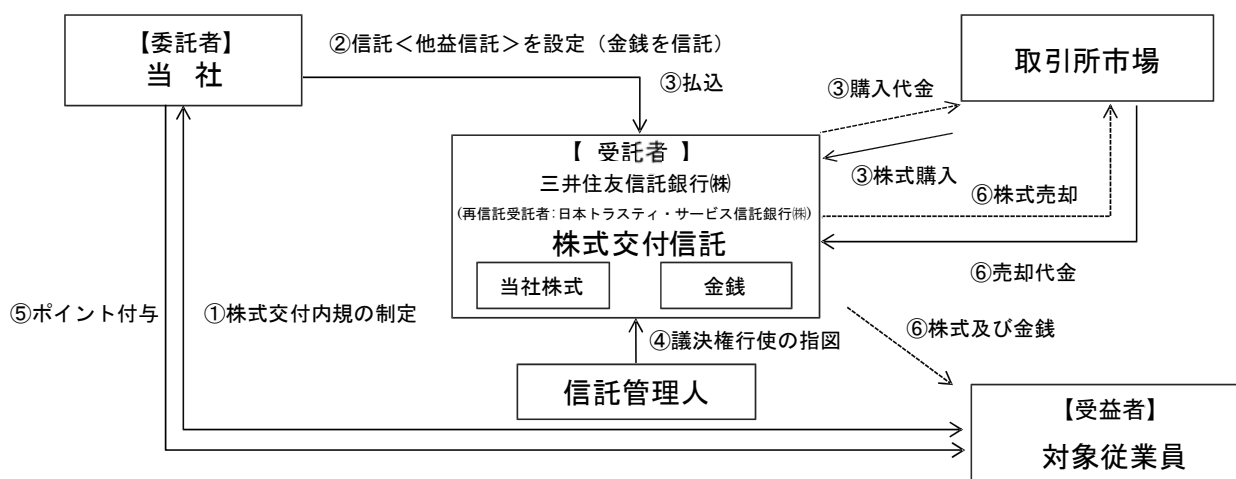 【委託者】
当　社
②信託＜他益信託＞を設定（金銭を信託）
③払込
取引所市場
③購入代金
③株式購入
【 受託者 】
三井住友信託銀行㈱
(再信託受託者：日本トラスティ・サービス信託銀行㈱)
株式交付信託
当社株式
金銭
⑥株式売却
⑥売却代金
⑤ポイント付与
①株式交付内規の制定
④議決権行使の指図
⑥株式及び金銭
信託管理人
【受益者】
対象従業員